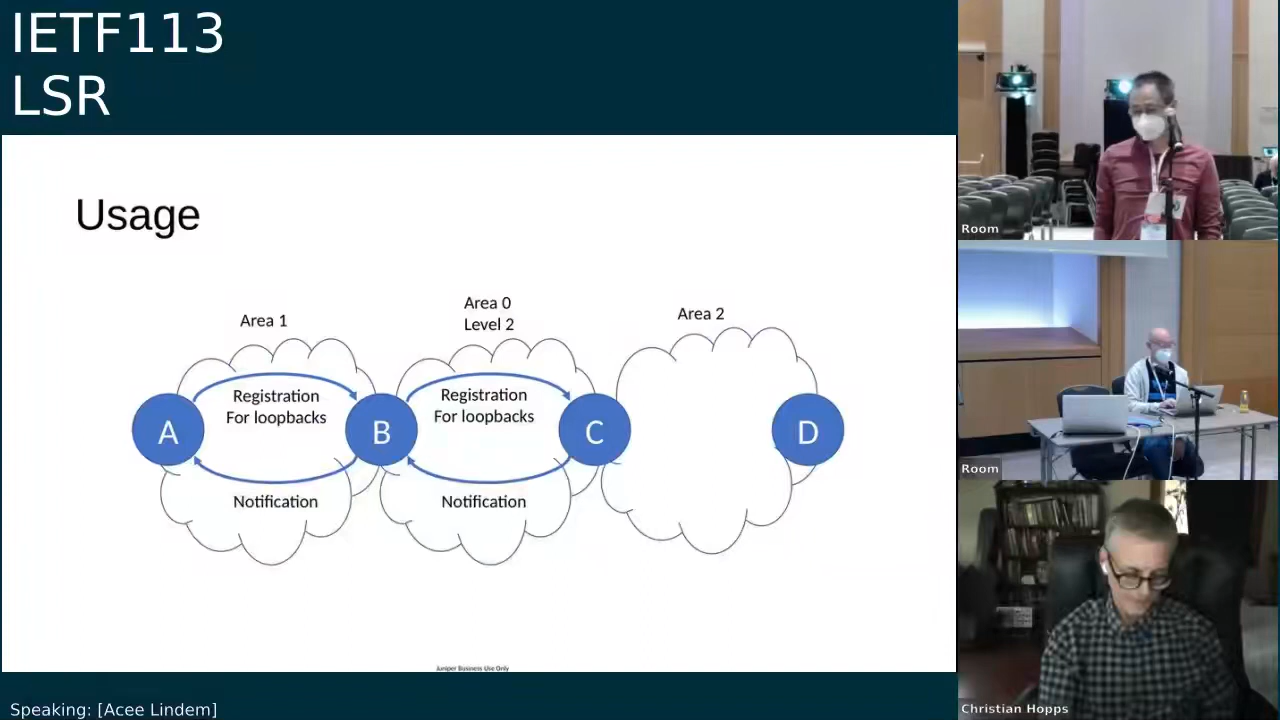 IETF113
LSR
Usage
Area 1
Area 0
Level 2
Area 2
Registration
For loopbacks
Registration
For loopbacks
A
B
C
D
Notification
Notification
Juniper Business Use Only
Speaking: [Acee Lindem]
Room
Room
Christian Hopps